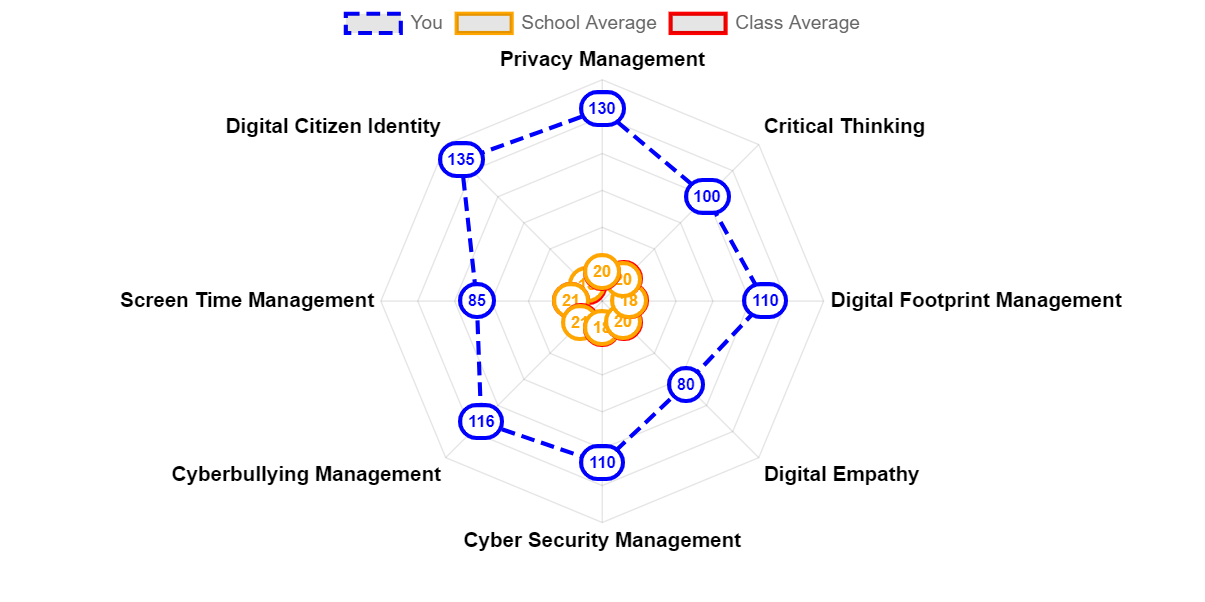 You School Average Class Average
Privacy Management
Digital Citizen Identity
Critical Thinking
130
135
100
20
20
Screen Time Management
85
21
18
110
Digital Footprint Management
21
18
20
80
116
110
Cyberbullying Management
Digital Empathy
Cyber Security Management